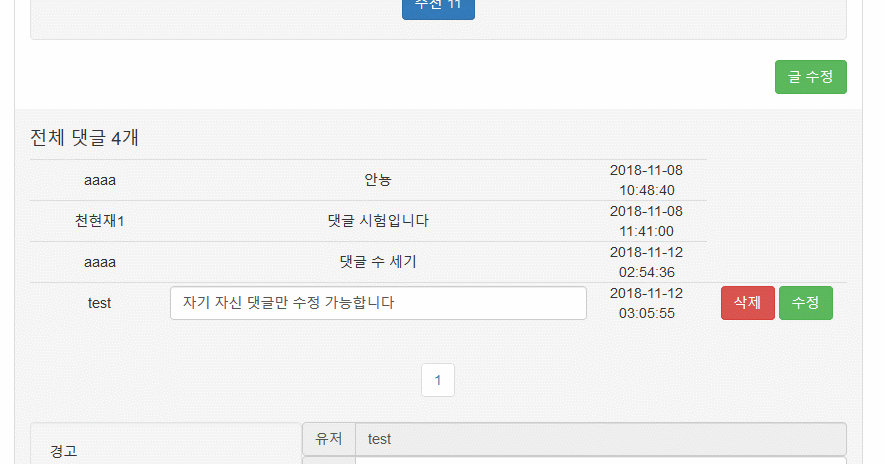 추천 11
글 수정
전체 댓글 4개
aaaa 안뇽 2018-11-08
10:48:40
천현재1 댓글 시험입니다 2018-11-08
11:41:00
aaaa 댓글 수 세기 2018-11-12
02:54:36
test 자기 자신 댓글만 수정 가능합니다 2018-11-12
03:05:55 삭제 수정
1
경고
유저 test